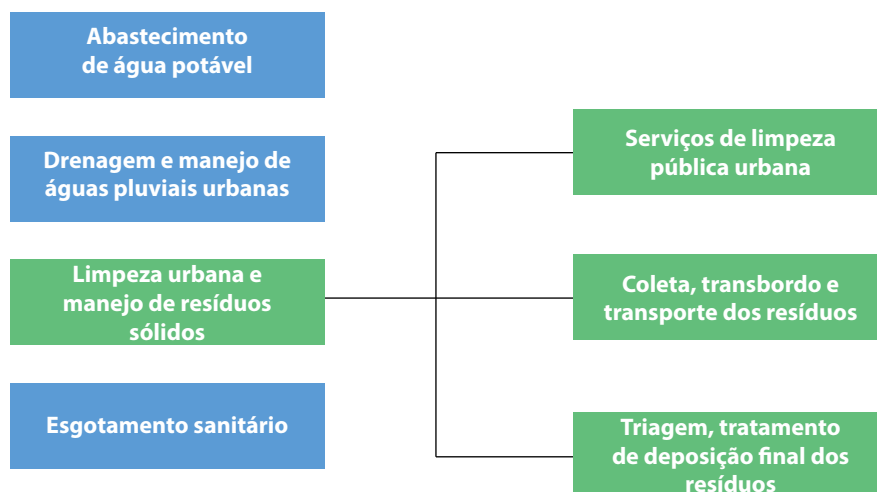 Abastecimento
de água potável
Drenagem e manejo de
águas pluviais urbanas
Limpeza urbana e
manejo de resíduos
sólidos
Esgotamento sanitário
Serviços de limpeza
pública urbana
Coleta, transbordo e
transporte dos resíduos
Triagem, tratamento
de deposição final dos
resíduos